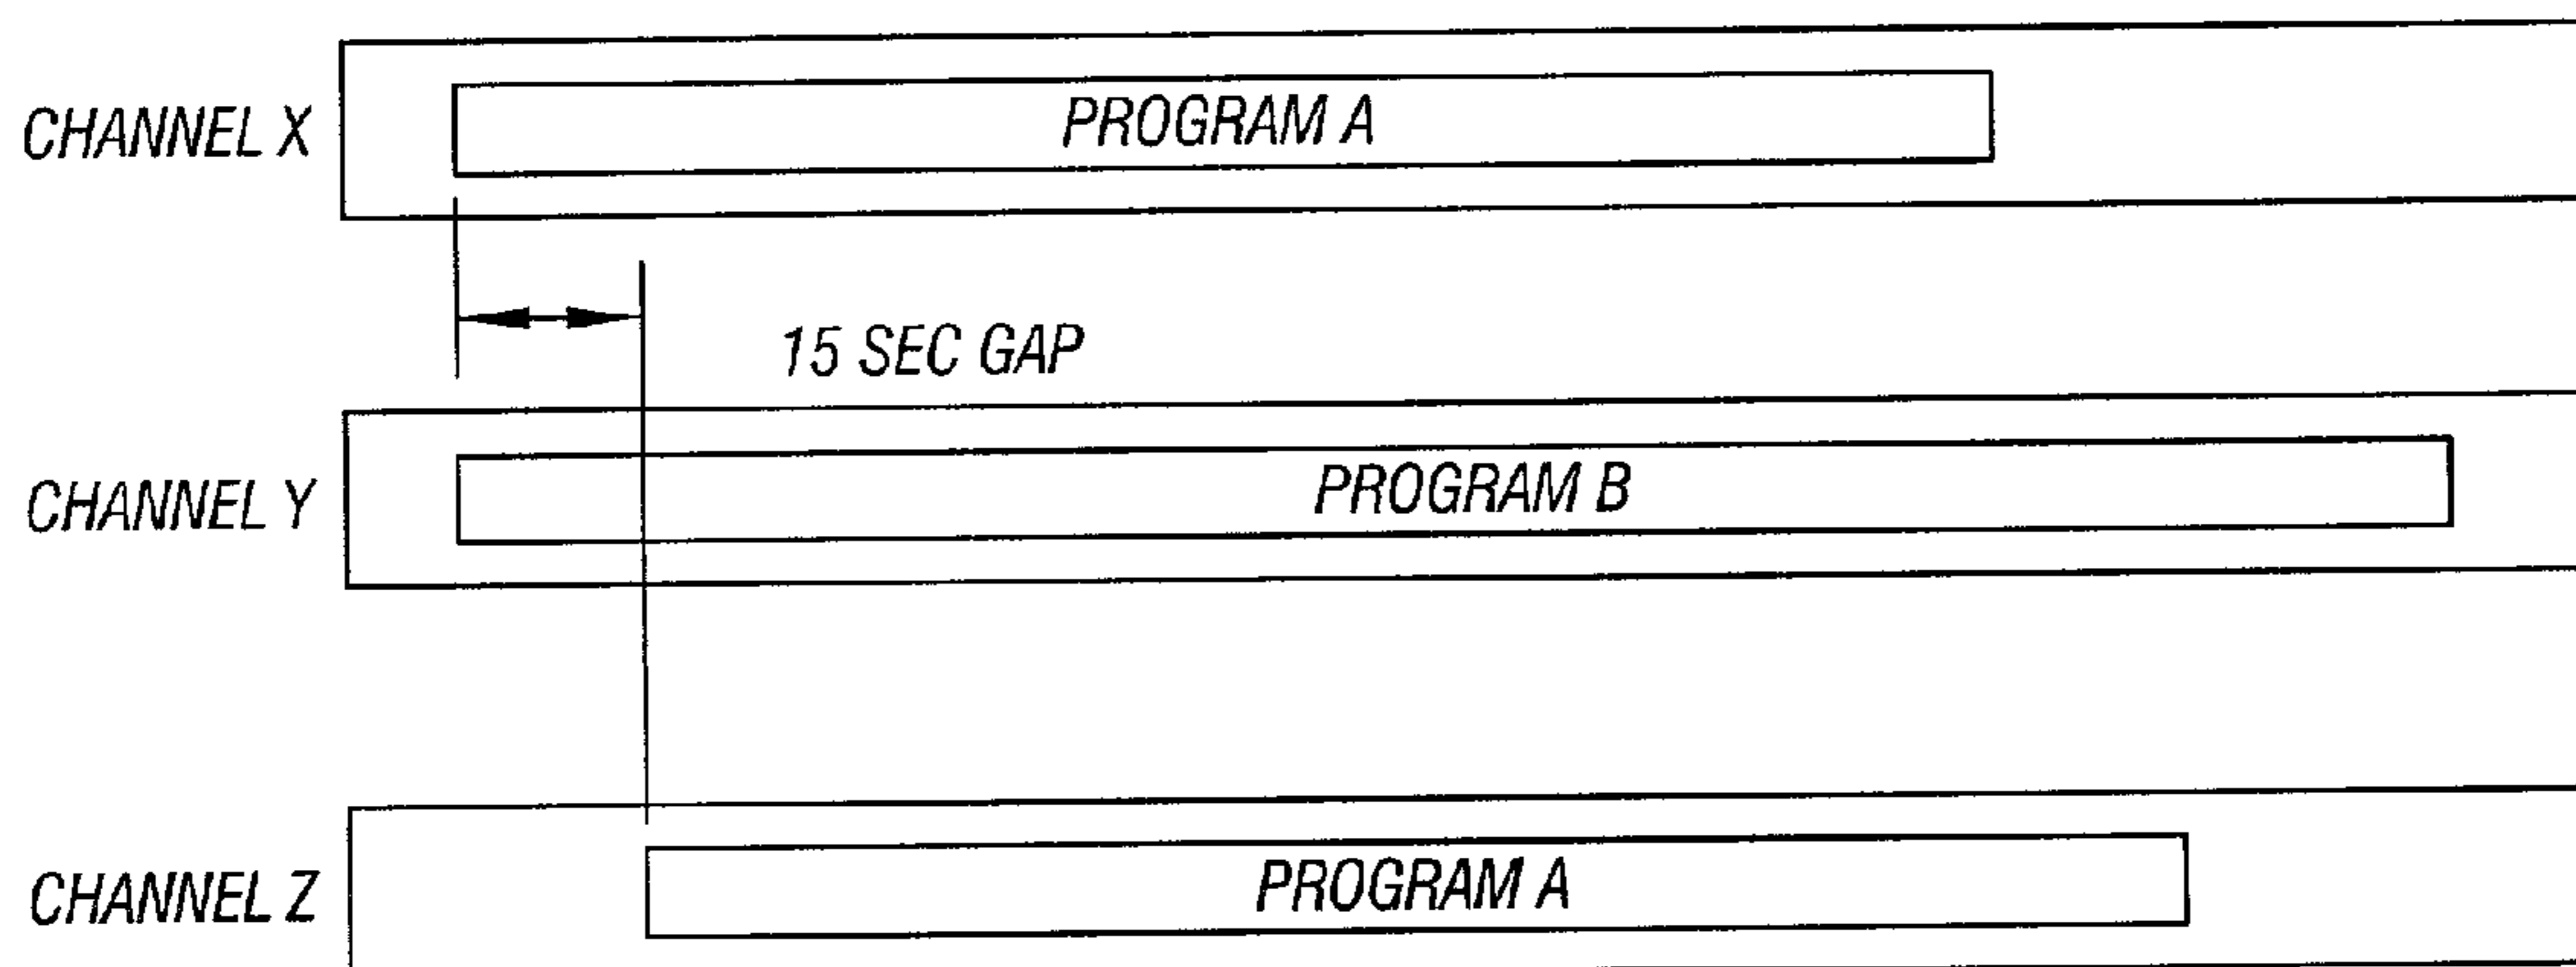 CHANNEL X
PROGRAM A
15 SEC GAP
CHANNEL Y
PROGRAM B
CHANNEL Z
PROGRAM A